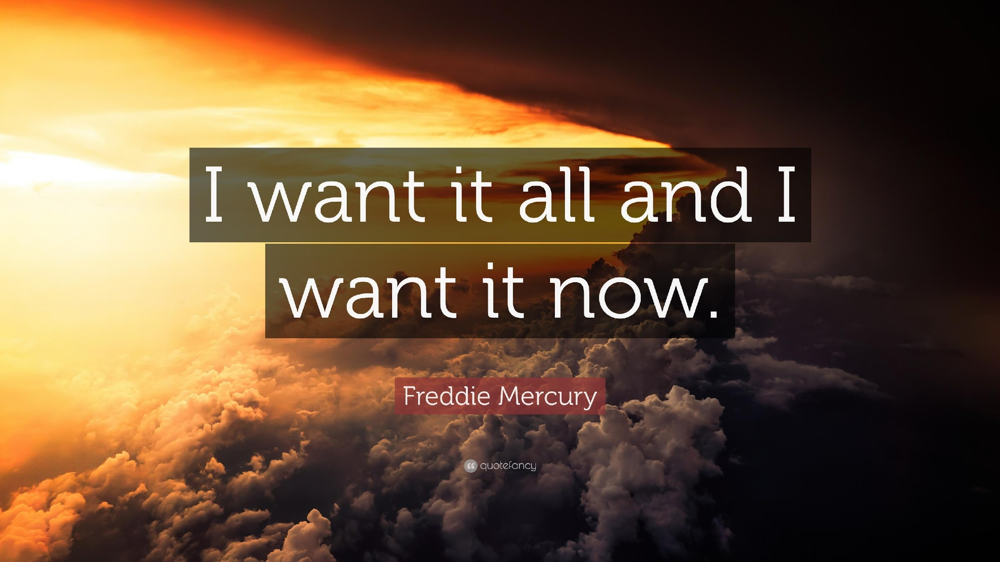 I want it all and I
want it now.
Freddie Mercury
quotefancy